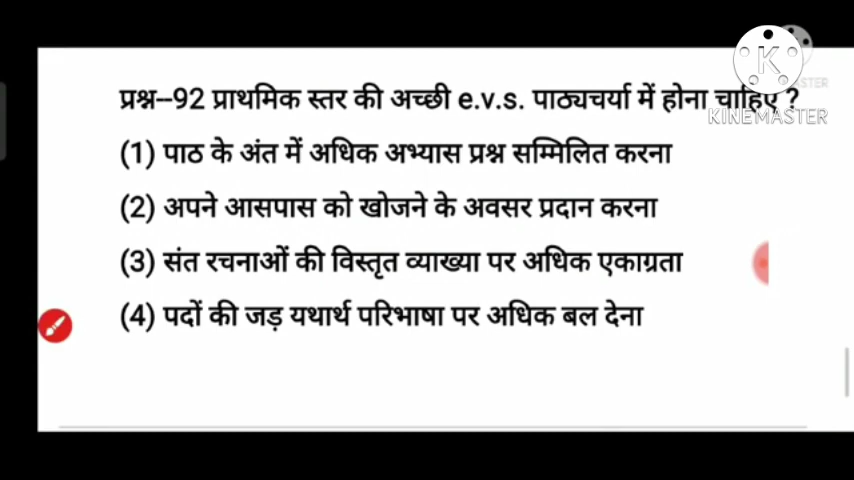 प्रश्न--92 प्राथमिक स्तर की अच्छी e.v.s. पाठ्यचर्या में होना चाहिए ?
(1) पाठ के अंत में अधिक अभ्यास प्रश्न सम्मिलित करना
(2) अपने आसपास को खोजने के अवसर प्रदान करना
(3) संत रचनाओं की विस्तृत व्याख्या पर अधिक एकाग्रता
(4) पदों की जड़ यथार्थ परिभाषा पर अधिक बल देना
K
KINEMASTER